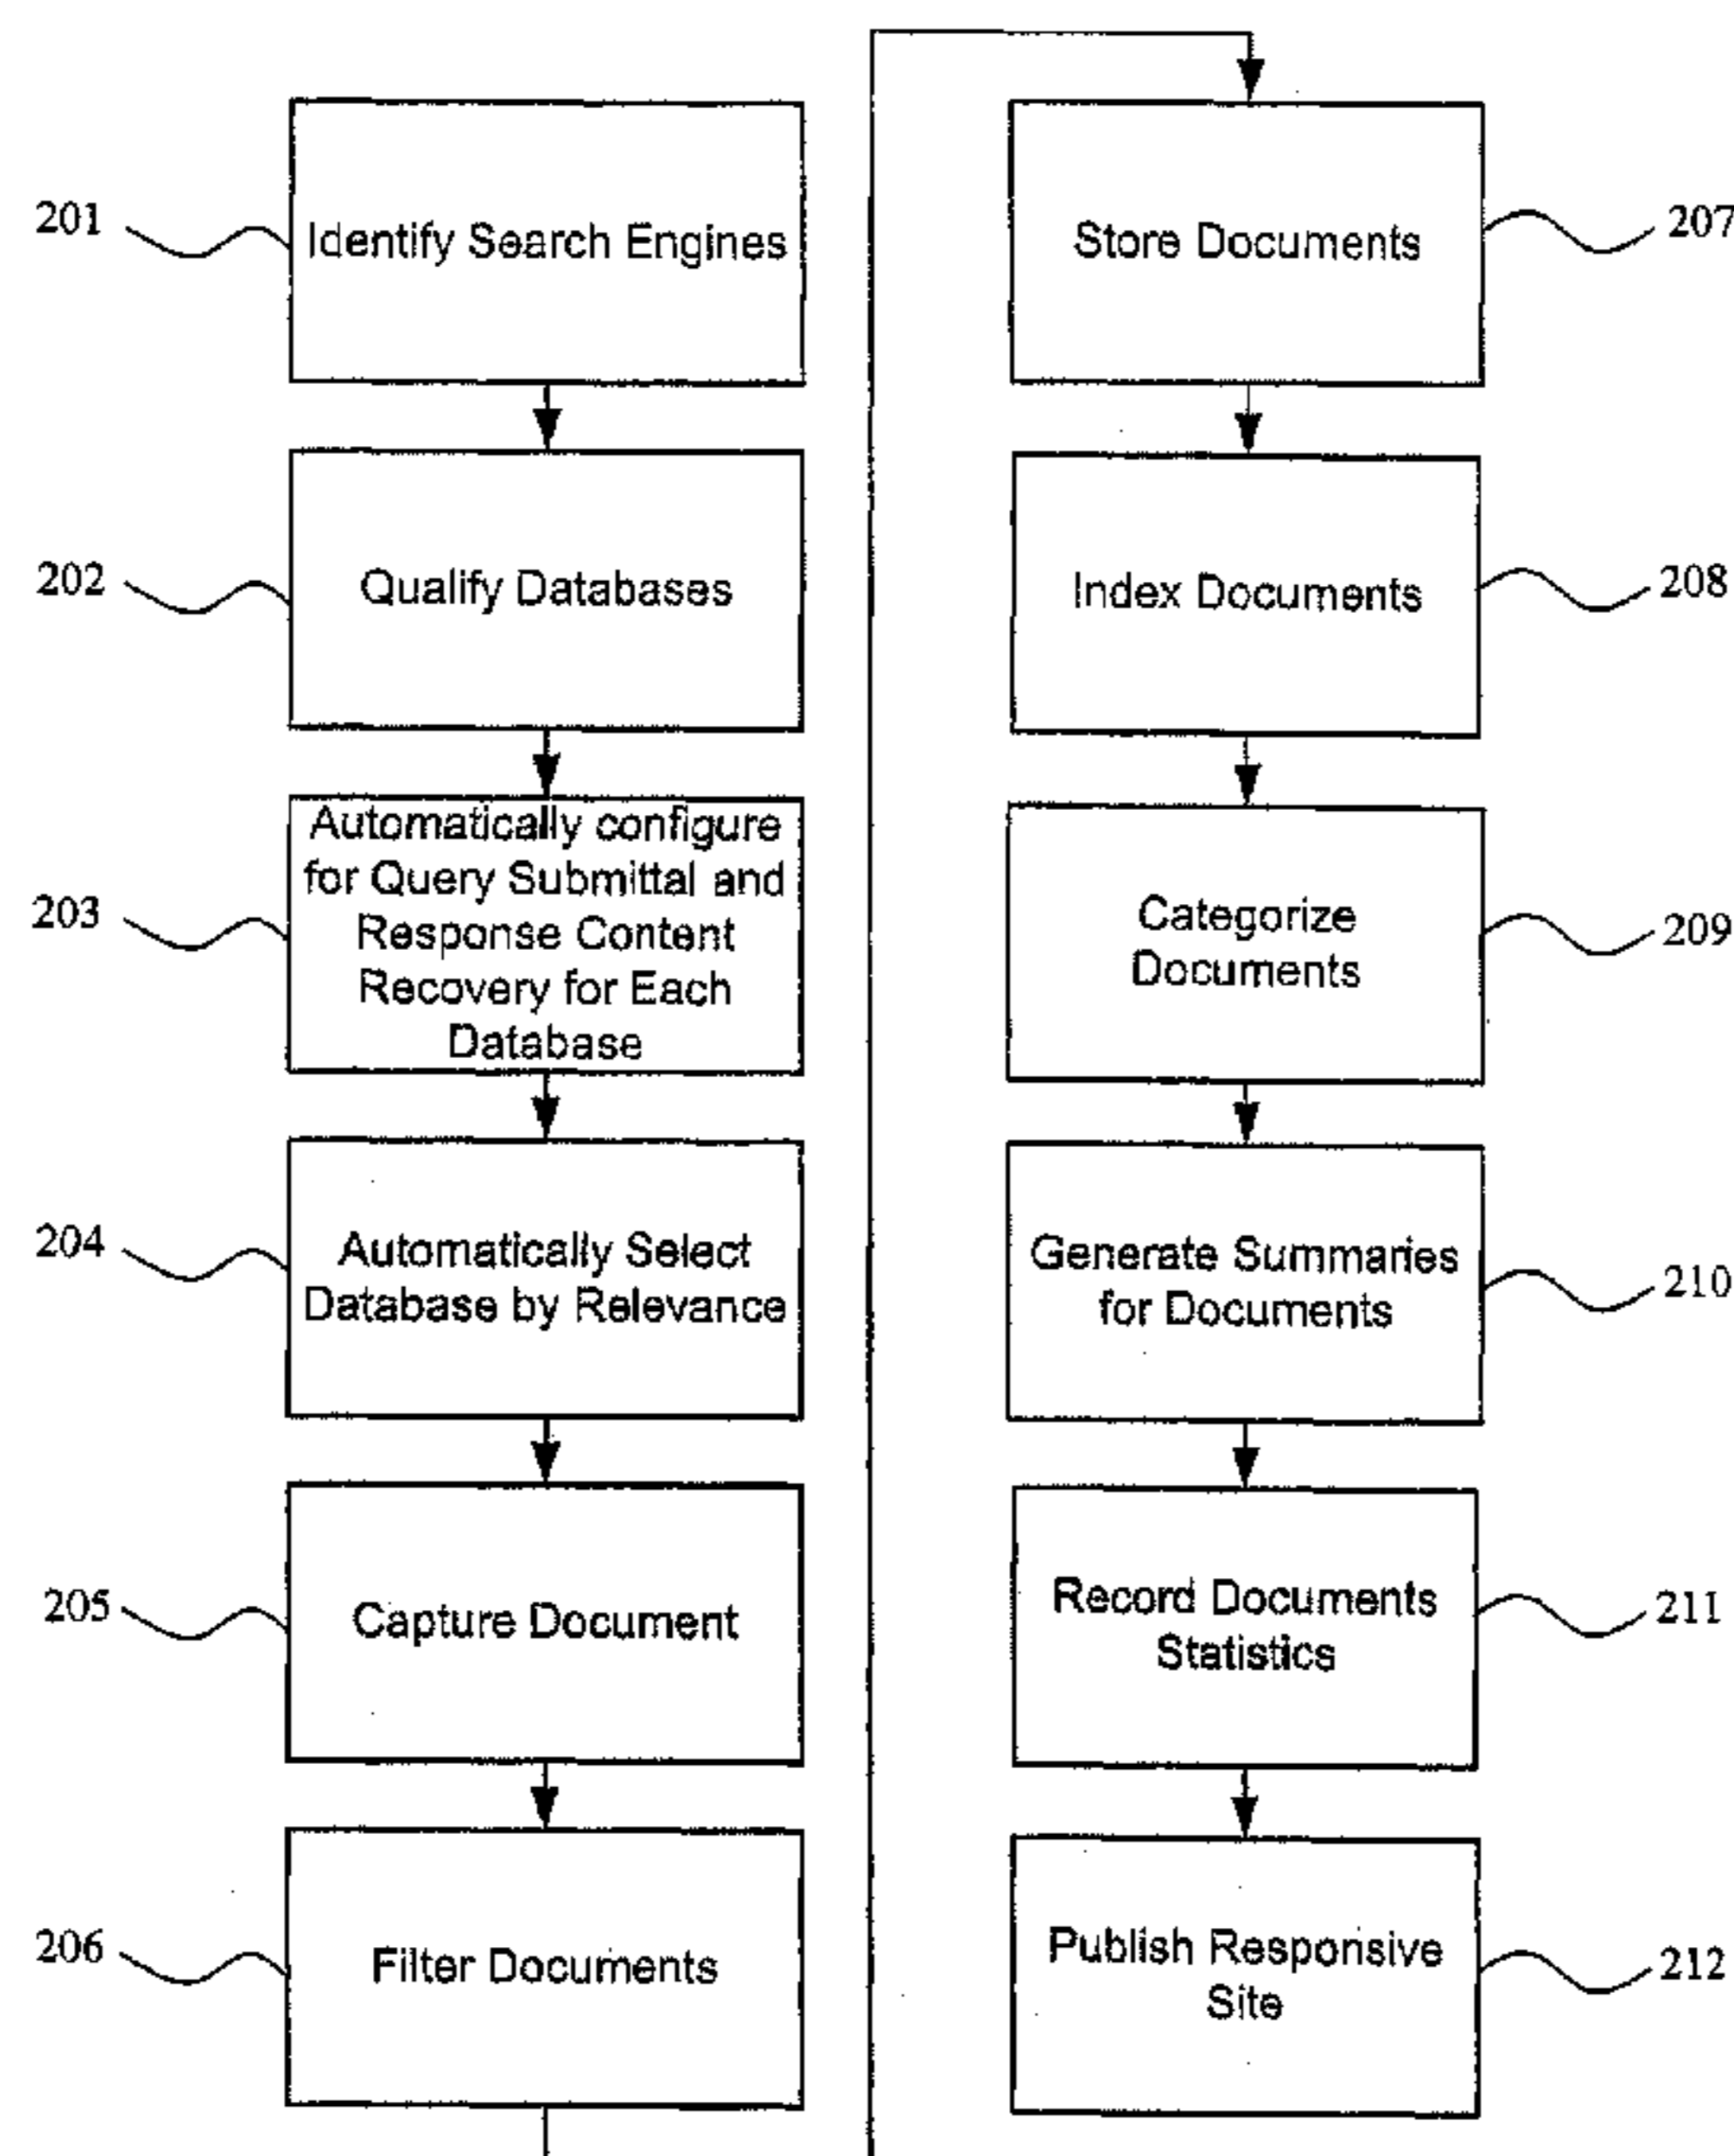 201
Identify Search Engines
202
Qualify Databases
203
Automatically configure
for Query Submittal and
Response Content
Recovery for Each
Database
204
Automatically Select
Database by Relevance
205
Capture Document
206
Filter Documents
Store Documents
207
Index Documents
208
Categorize
Documents
209
Generate Summaries
for Documents
210
Record Documents
Statistics
211
Publish Responsive
Site
212